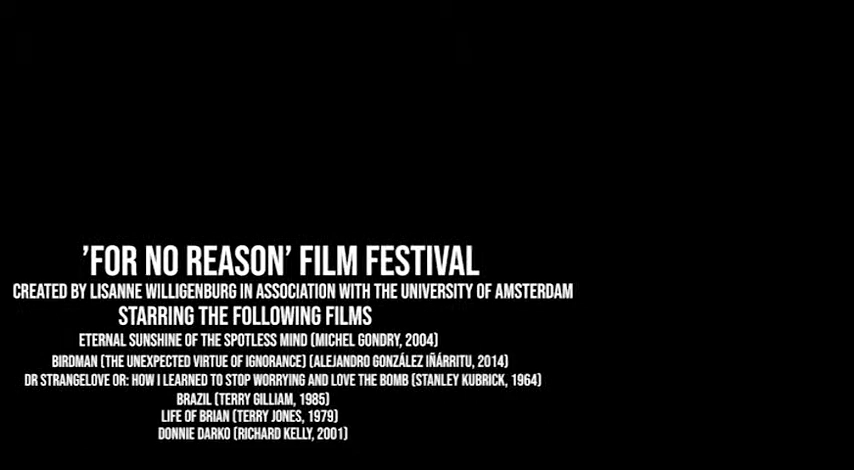 ’FOR NO REASON’ FILM FESTIVAL
CREATED BY LISANNE WILLIGENBURG IN ASSOCIATION WITH THE UNIVERSITY OF AMSTERDAM
STARRING THE FOLLOWING FILMS
ETERNAL SUNSHINE OF THE SPOTLESS MIND (MICHEL GONDRY, 2004)
BIRDMAN (THE UNEXPECTED VIRTUE OF IGNORANCE) (ALEJANDRO GONZÁLEZ IÑÁRRITU, 2014)
DR STRANGELOVE OR: HOW I LEARNED TO STOP WORRYING AND LOVE THE BOMB (STANLEY KUBRICK, 1964)
BRAZIL (TERRY GILLIAM, 1985)
LIFE OF BRIAN (TERRY JONES, 1979)
DONNIE DARKO (RICHARD KELLY, 2001)